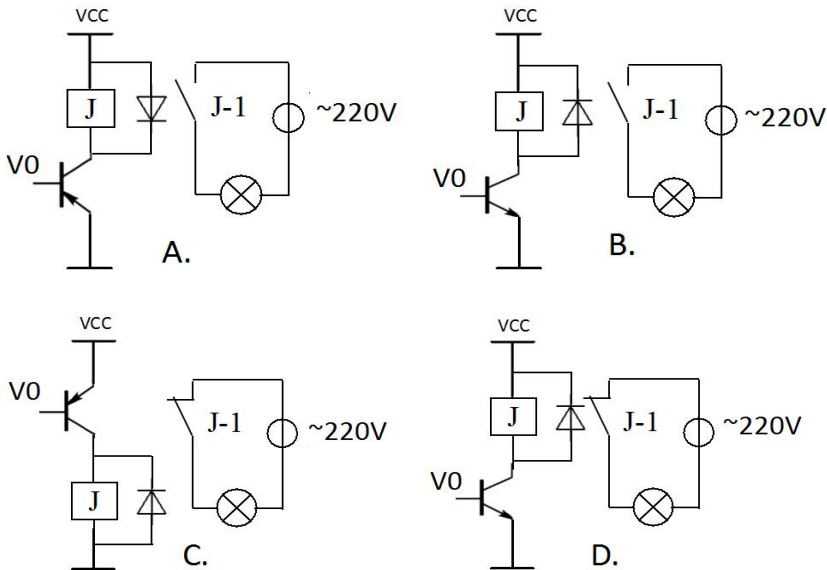 VCC
J
J-1
~220V
V0
A.
VCC
J
J-1
~220V
V0
B.
VCC
V0
J-1
~220V
J
C.
VCC
J
J-1
~220V
V0
D.